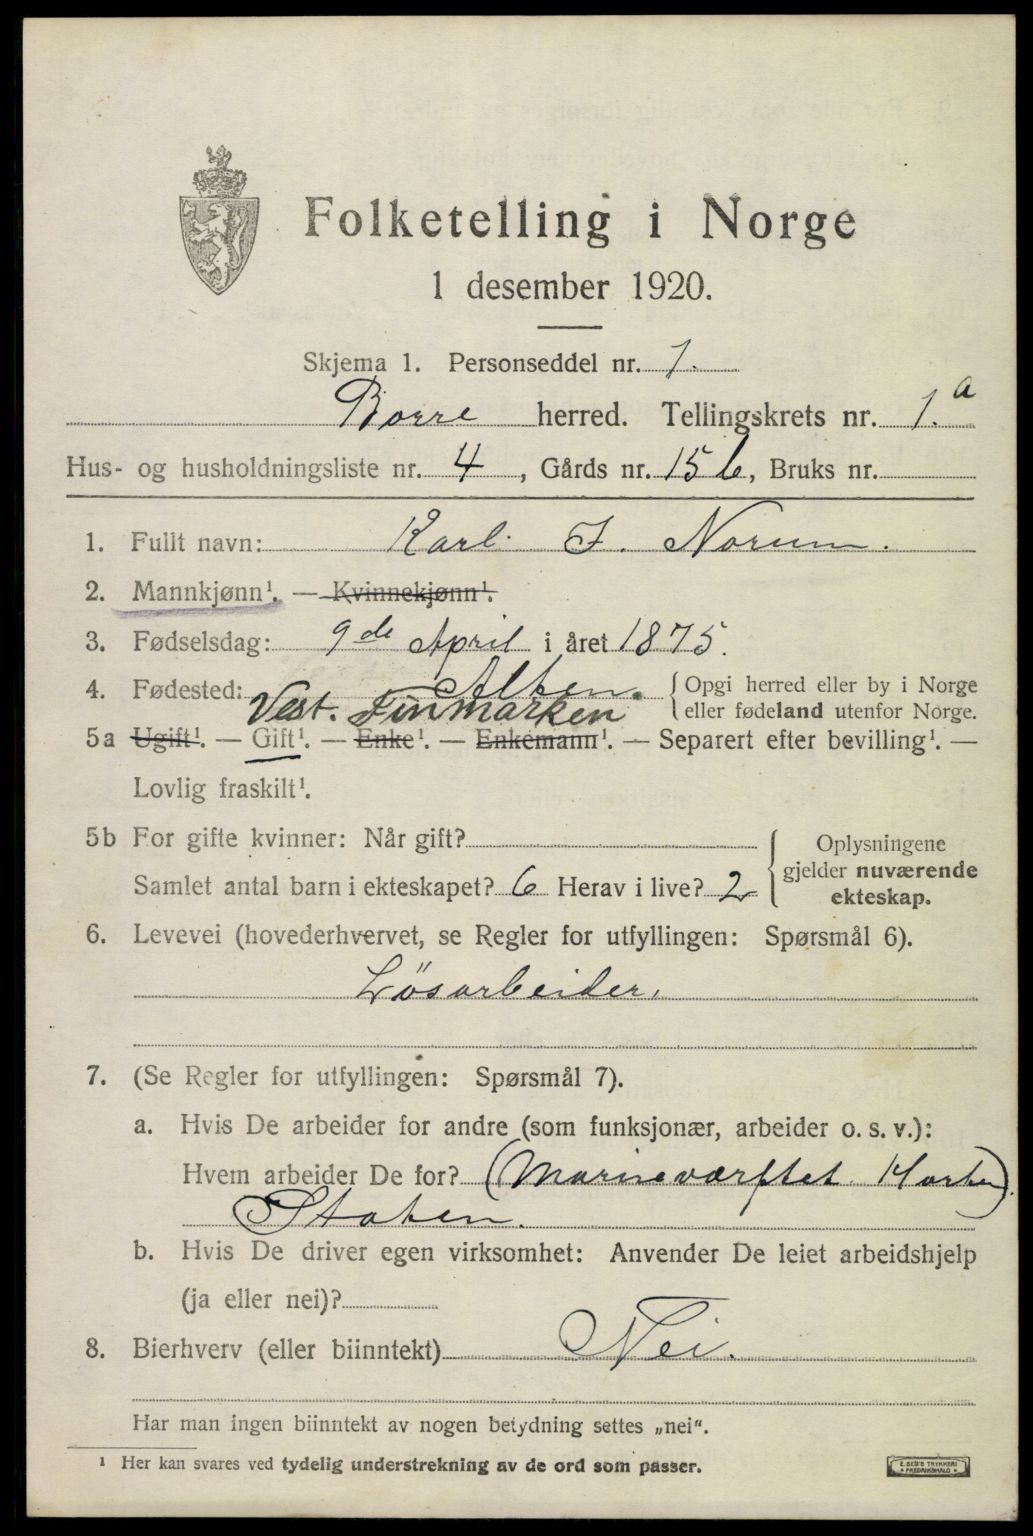 Folketelling i Norge
1 desember 1920.
Skjema 1. Personseddel nr. 1.
Borre herred. Tellingskrets nr. 1.a
Hus- og husholdningsliste nr. 4, Gårds nr. 15 b, Bruks nr.
1. Fullt navn: Karl. J. Norum.
2. Mannkjønn¹. — Kvinnekjønn¹.
3. Fødselsdag: 9de April i året 1875.
4. Fødested: Alten. Opgi herred eller by i Norge
Vest. Finmarken eller fødeland utenfor Norge.
5a Ugift¹. — Gift¹. — Enke¹. — Enkemann¹. — Separert efter bevilling¹. —
Lovlig fraskilt¹.
5b For gifte kvinner: Når gift? Oplysningene
Samlet antal barn i ekteskapet? 6 Herav i live? 2 gjelder nuværende
ekteskap.
6. Levevei (hovederhvervet, se Regler for utfyllingen: Spørsmål 6).
Løsarbeider.
7. (Se Regler for utfyllingen: Spørsmål 7).
a. Hvis De arbeider for andre (som funksjonær, arbeider o. s. v.):
Hvem arbeider De for? (Marineværftet Horten).
Staten.
b. Hvis De driver egen virksomhet: Anvender De leiet arbeidshjelp
(ja eller nei)?
8. Bierhverv (eller biinntekt) Nei.
Har man ingen biinntekt av nogen betydning settes „nei“.
¹ Her kan svares ved tydelig understrekning av de ord som passer.
E. SEM'S TRYKKERI
FREDRIKSHALD